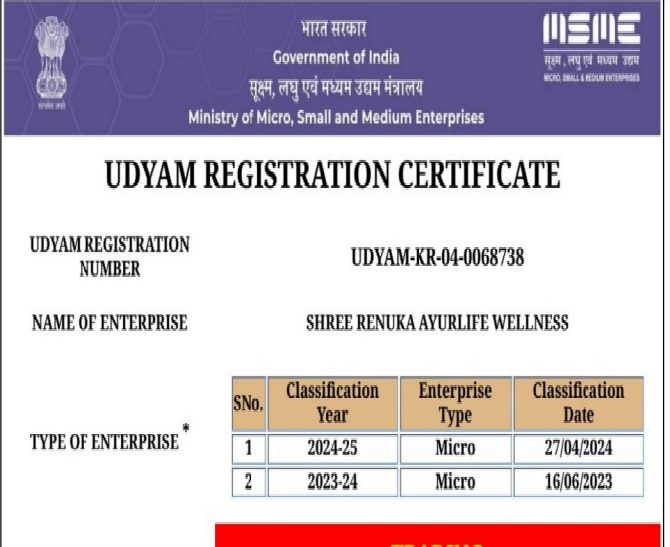 भारत सरकार
Government of India
सूक्ष्म, लघु एवं मध्यम उद्यम मंत्रालय
Ministry of Micro, Small and Medium Enterprises
सत्यमेव जयते
MSME
सूक्ष्म, लघु एवं मध्यम उद्यम
MICRO, SMALL & MEDIUM ENTERPRISES
UDYAM REGISTRATION CERTIFICATE
UDYAM REGISTRATION NUMBER
UDYAM-KR-04-0068738
NAME OF ENTERPRISE
SHREE RENUKA AYURLIFE WELLNESS
TYPE OF ENTERPRISE *
SNo. Classification Year Enterprise Type Classification Date
1 2024-25 Micro 27/04/2024
2 2023-24 Micro 16/06/2023